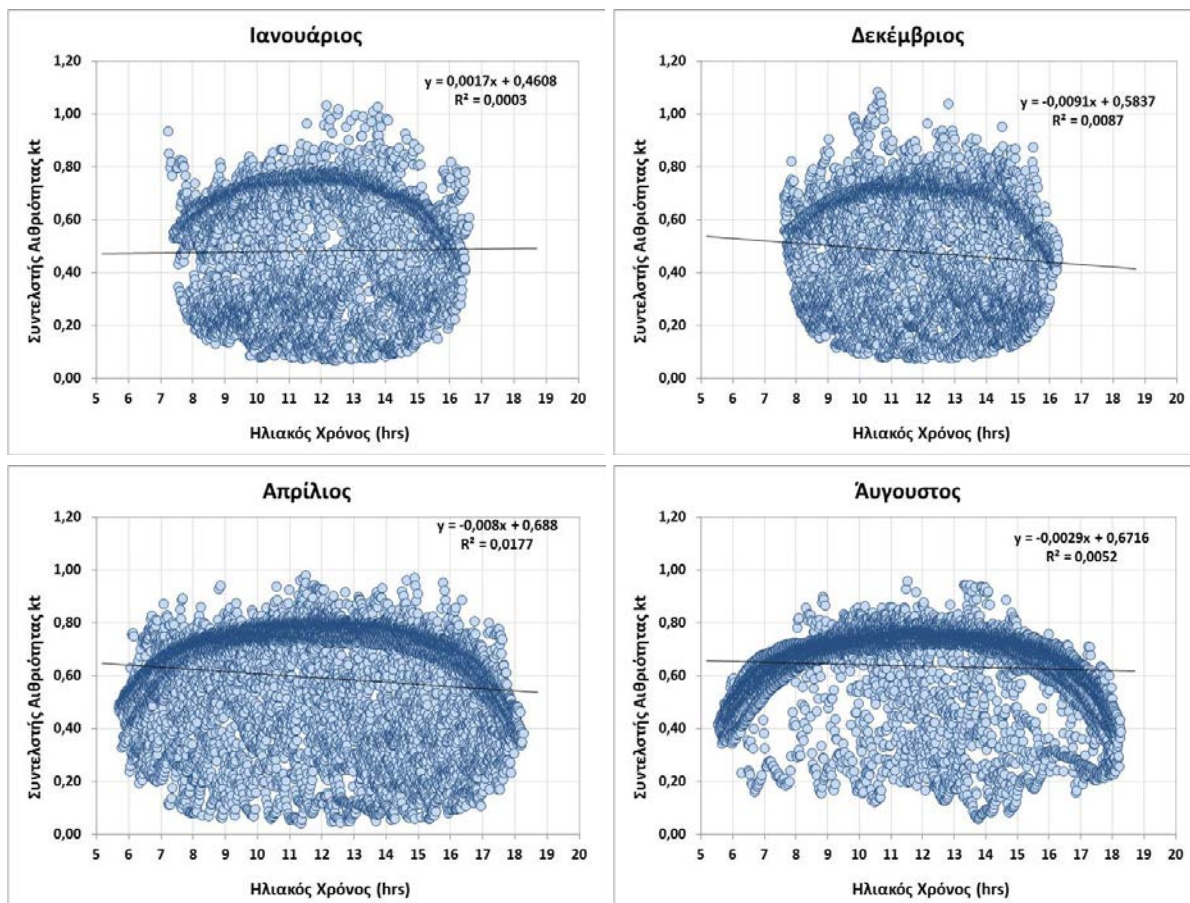 Ιανουάριος
y = 0,0017x + 0,4608
R² = 0,0003
Συντελστής Αιθριότητας kt
1,20
1,00
0,80
0,60
0,40
0,20
0,00
5 6 7 8 9 10 11 12 13 14 15 16 17 18 19 20
Ηλιακός Χρόνος (hrs)
Δεκέμβριος
y = -0,0091x + 0,5837
R² = 0,0087
Συντελστής Αιθριότητας kt
1,20
1,00
0,80
0,60
0,40
0,20
0,00
5 6 7 8 9 10 11 12 13 14 15 16 17 18 19 20
Ηλιακός Χρόνος (hrs)
Απρίλιος
y = -0,008x + 0,688
R² = 0,0177
Συντελστής Αιθριότητας kt
1,20
1,00
0,80
0,60
0,40
0,20
0,00
5 6 7 8 9 10 11 12 13 14 15 16 17 18 19 20
Ηλιακός Χρόνος (hrs)
Άυγουστος
y = -0,0029x + 0,6716
R² = 0,0052
Συντελστής Αιθριότητας kt
1,20
1,00
0,80
0,60
0,40
0,20
0,00
5 6 7 8 9 10 11 12 13 14 15 16 17 18 19 20
Ηλιακός Χρόνος (hrs)